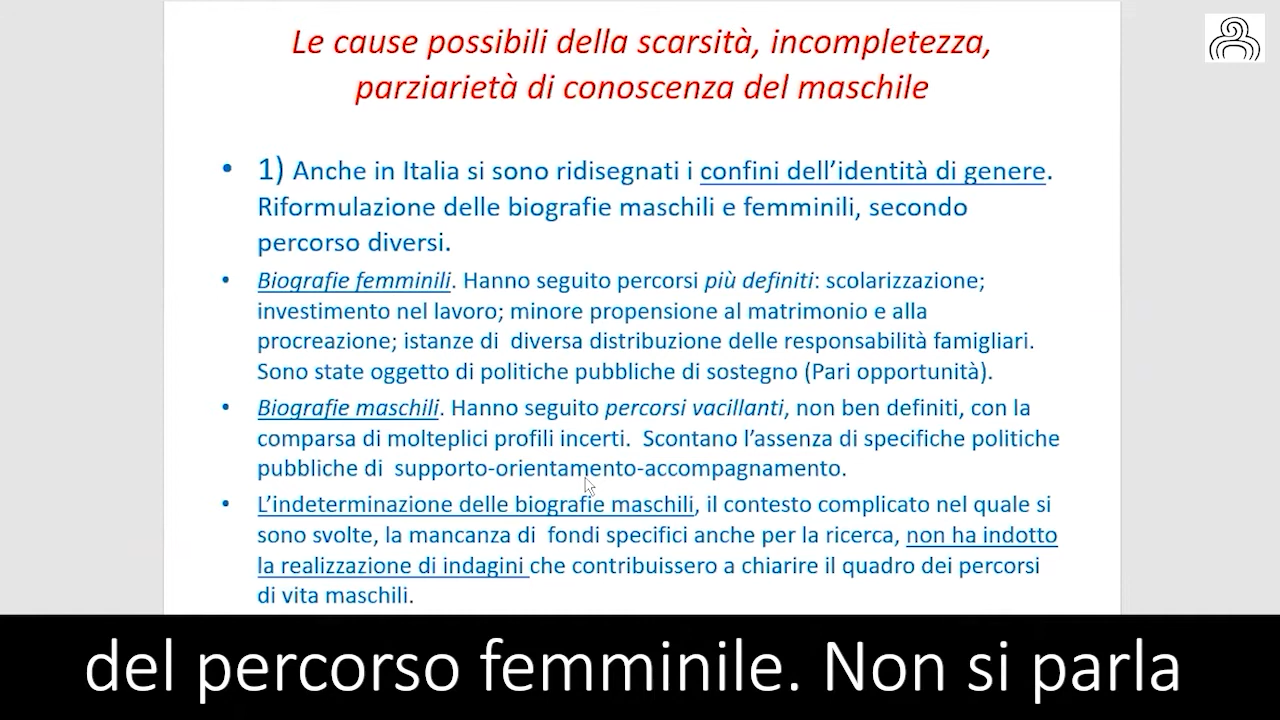 Le cause possibili della scarsità, incompletezza,
parziarietà di conoscenza del maschile
• 1) Anche in Italia si sono ridisegnati i confini dell’identità di genere.
Riformulazione delle biografie maschili e femminili, secondo
percorso diversi.
• Biografie femminili. Hanno seguito percorsi più definiti: scolarizzazione;
investimento nel lavoro; minore propensione al matrimonio e alla
procreazione; istanze di diversa distribuzione delle responsabilità famigliari.
Sono state oggetto di politiche pubbliche di sostegno (Pari opportunità).
• Biografie maschili. Hanno seguito percorsi vacillanti, non ben definiti, con la
comparsa di molteplici profili incerti. Scontano l’assenza di specifiche politiche
pubbliche di supporto-orientamento-accompagnamento.
• L’indeterminazione delle biografie maschili, il contesto complicato nel quale si
sono svolte, la mancanza di fondi specifici anche per la ricerca, non ha indotto
la realizzazione di indagini che contribuissero a chiarire il quadro dei percorsi
di vita maschili.
del percorso femminile. Non si parla